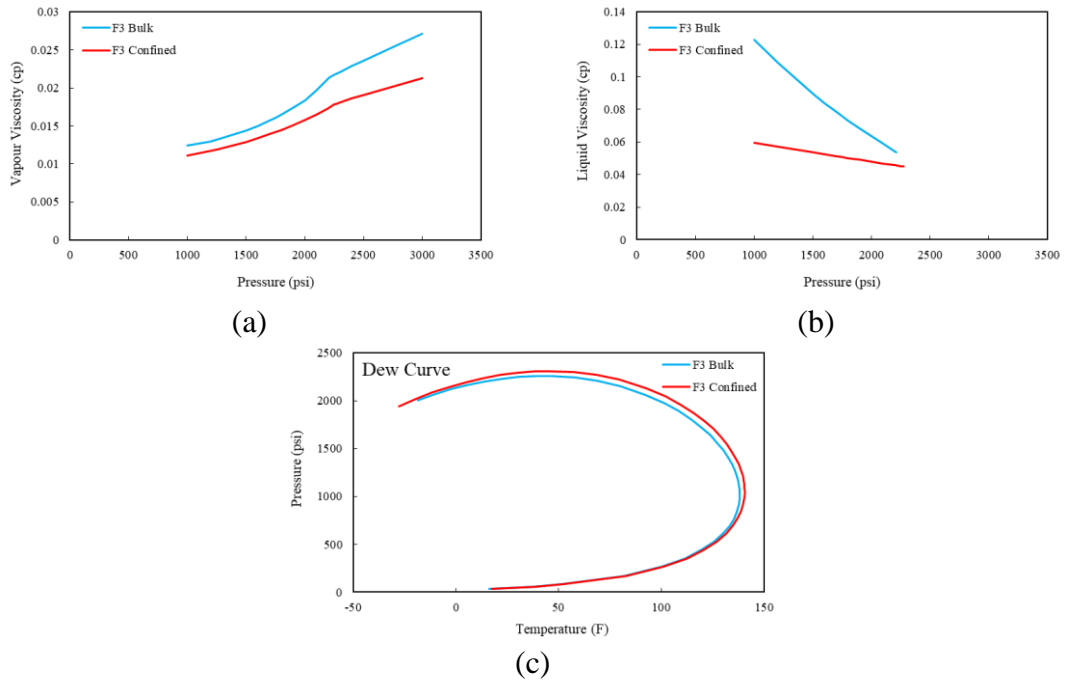 0.03
0.025
0.02
0.015
0.01
0.005
0
Vapour Viscosity (cp)
F3 Bulk
F3 Confined
0 500 1000 1500 2000 2500 3000 3500
Pressure (psi)
(a)
0.14
0.12
0.1
0.08
0.06
0.04
0.02
0
Liquid Viscosity (cp)
F3 Bulk
F3 Confined
0 500 1000 1500 2000 2500 3000 3500
Pressure (psi)
(b)
2500
2000
1500
1000
500
0
Pressure (psi)
Dew Curve
F3 Bulk
F3 Confined
-50 0 50 100 150
Temperature (F)
(c)